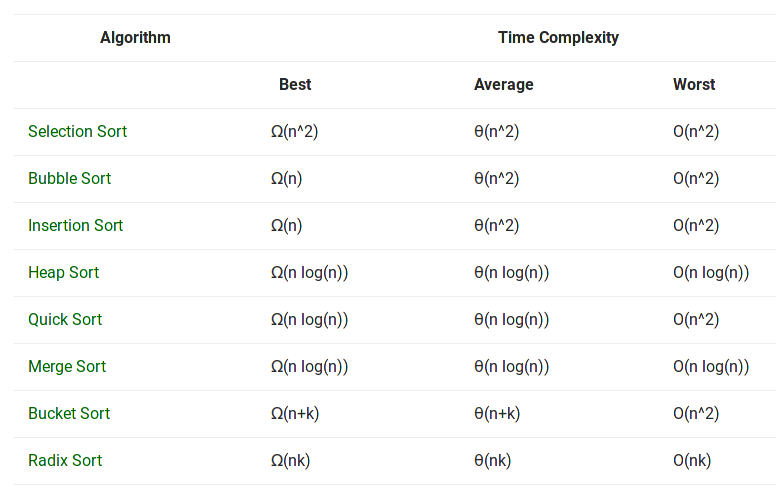 Algorithm Time Complexity
Best Average Worst
Selection Sort Ω(n^2) θ(n^2) O(n^2)
Bubble Sort Ω(n) θ(n^2) O(n^2)
Insertion Sort Ω(n) θ(n^2) O(n^2)
Heap Sort Ω(n log(n)) θ(n log(n)) O(n log(n))
Quick Sort Ω(n log(n)) θ(n log(n)) O(n^2)
Merge Sort Ω(n log(n)) θ(n log(n)) O(n log(n))
Bucket Sort Ω(n+k) θ(n+k) O(n^2)
Radix Sort Ω(nk) θ(nk) O(nk)